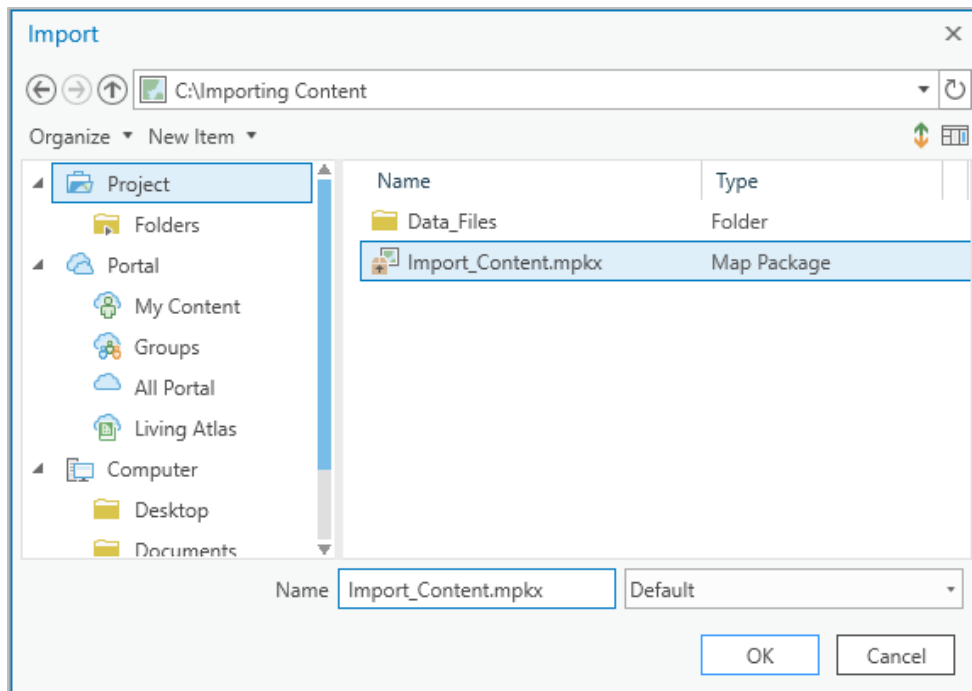 Import
C:\Importing Content
Organize New Item
Name Type
Project
Folders
Portal
My Content
Groups
All Portal
Living Atlas
Computer
Desktop
Documents
Data_Files Folder
Import_Content.mpkx Map Package
Name Import_Content.mpkx Default
OK Cancel